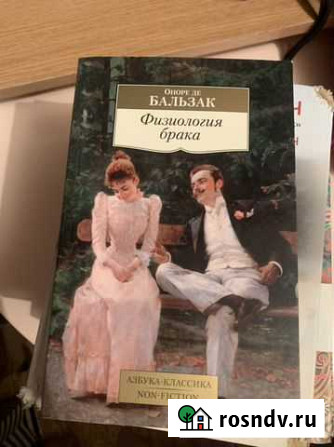 Оноре де
БАЛЬЗАК
Физиология
брака
АЗБУКА-КЛАССИКА
NON-FICTION
rosndv.ru